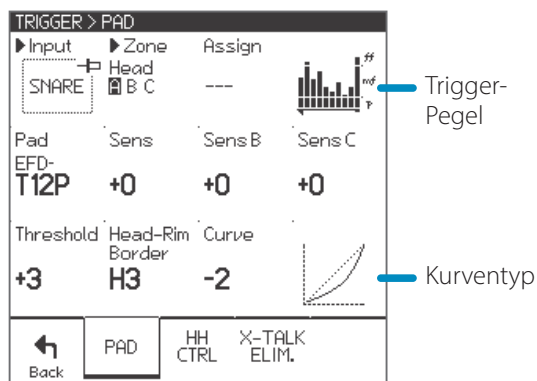 TRIGGER > PAD
▶Input ▶Zone Assign
SNARE Head
A B C ---
ff
mf
p
Trigger-
Pegel
Pad Sens Sens B Sens C
EFD-
T12P +0 +0 +0
Threshold Head-Rim Curve
Border
+3 H3 -2
Kurventyp
Back PAD HH
CTRL X-TALK
ELIM.